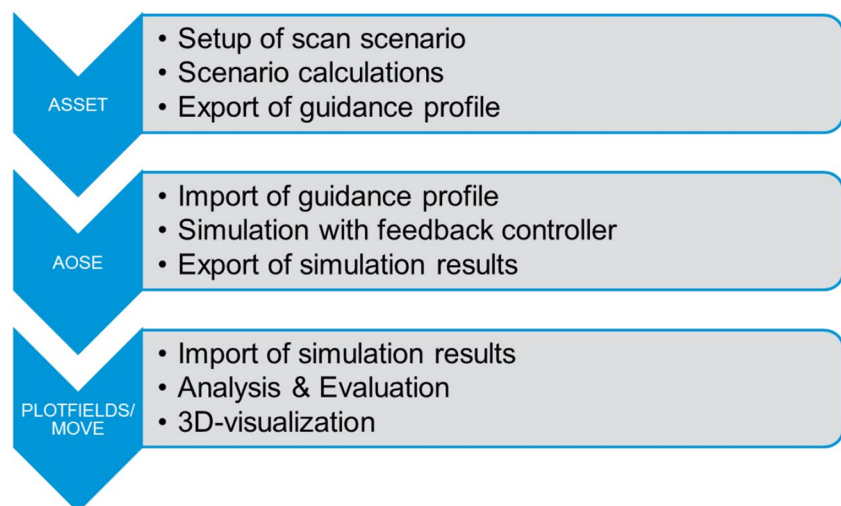 ASSET
• Setup of scan scenario
• Scenario calculations
• Export of guidance profile
AOSE
• Import of guidance profile
• Simulation with feedback controller
• Export of simulation results
PLOTFIELDS/
MOVE
• Import of simulation results
• Analysis & Evaluation
• 3D-visualization